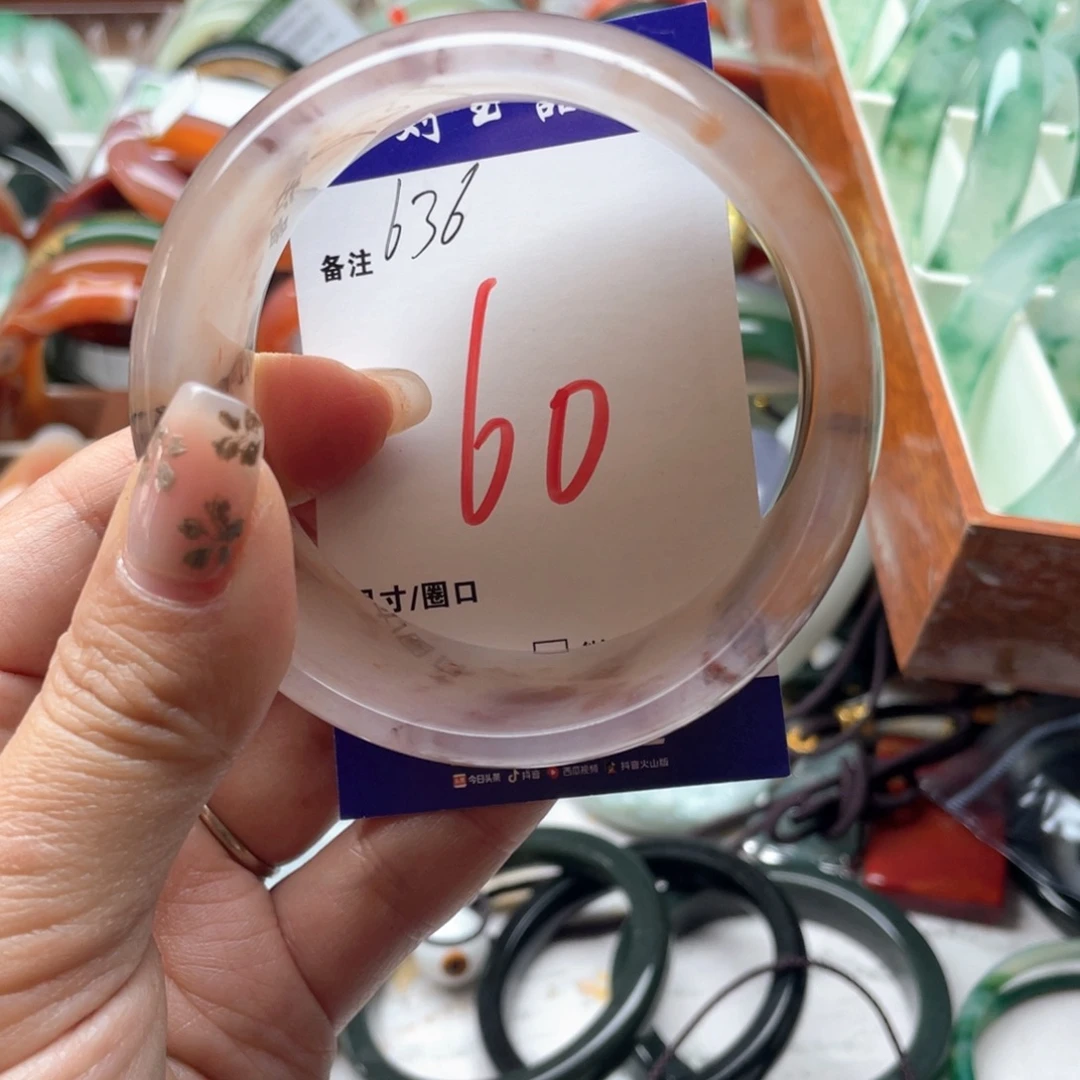 备注 636
60
寸/圈口
今日头条 抖音 西瓜视频 抖音火山版